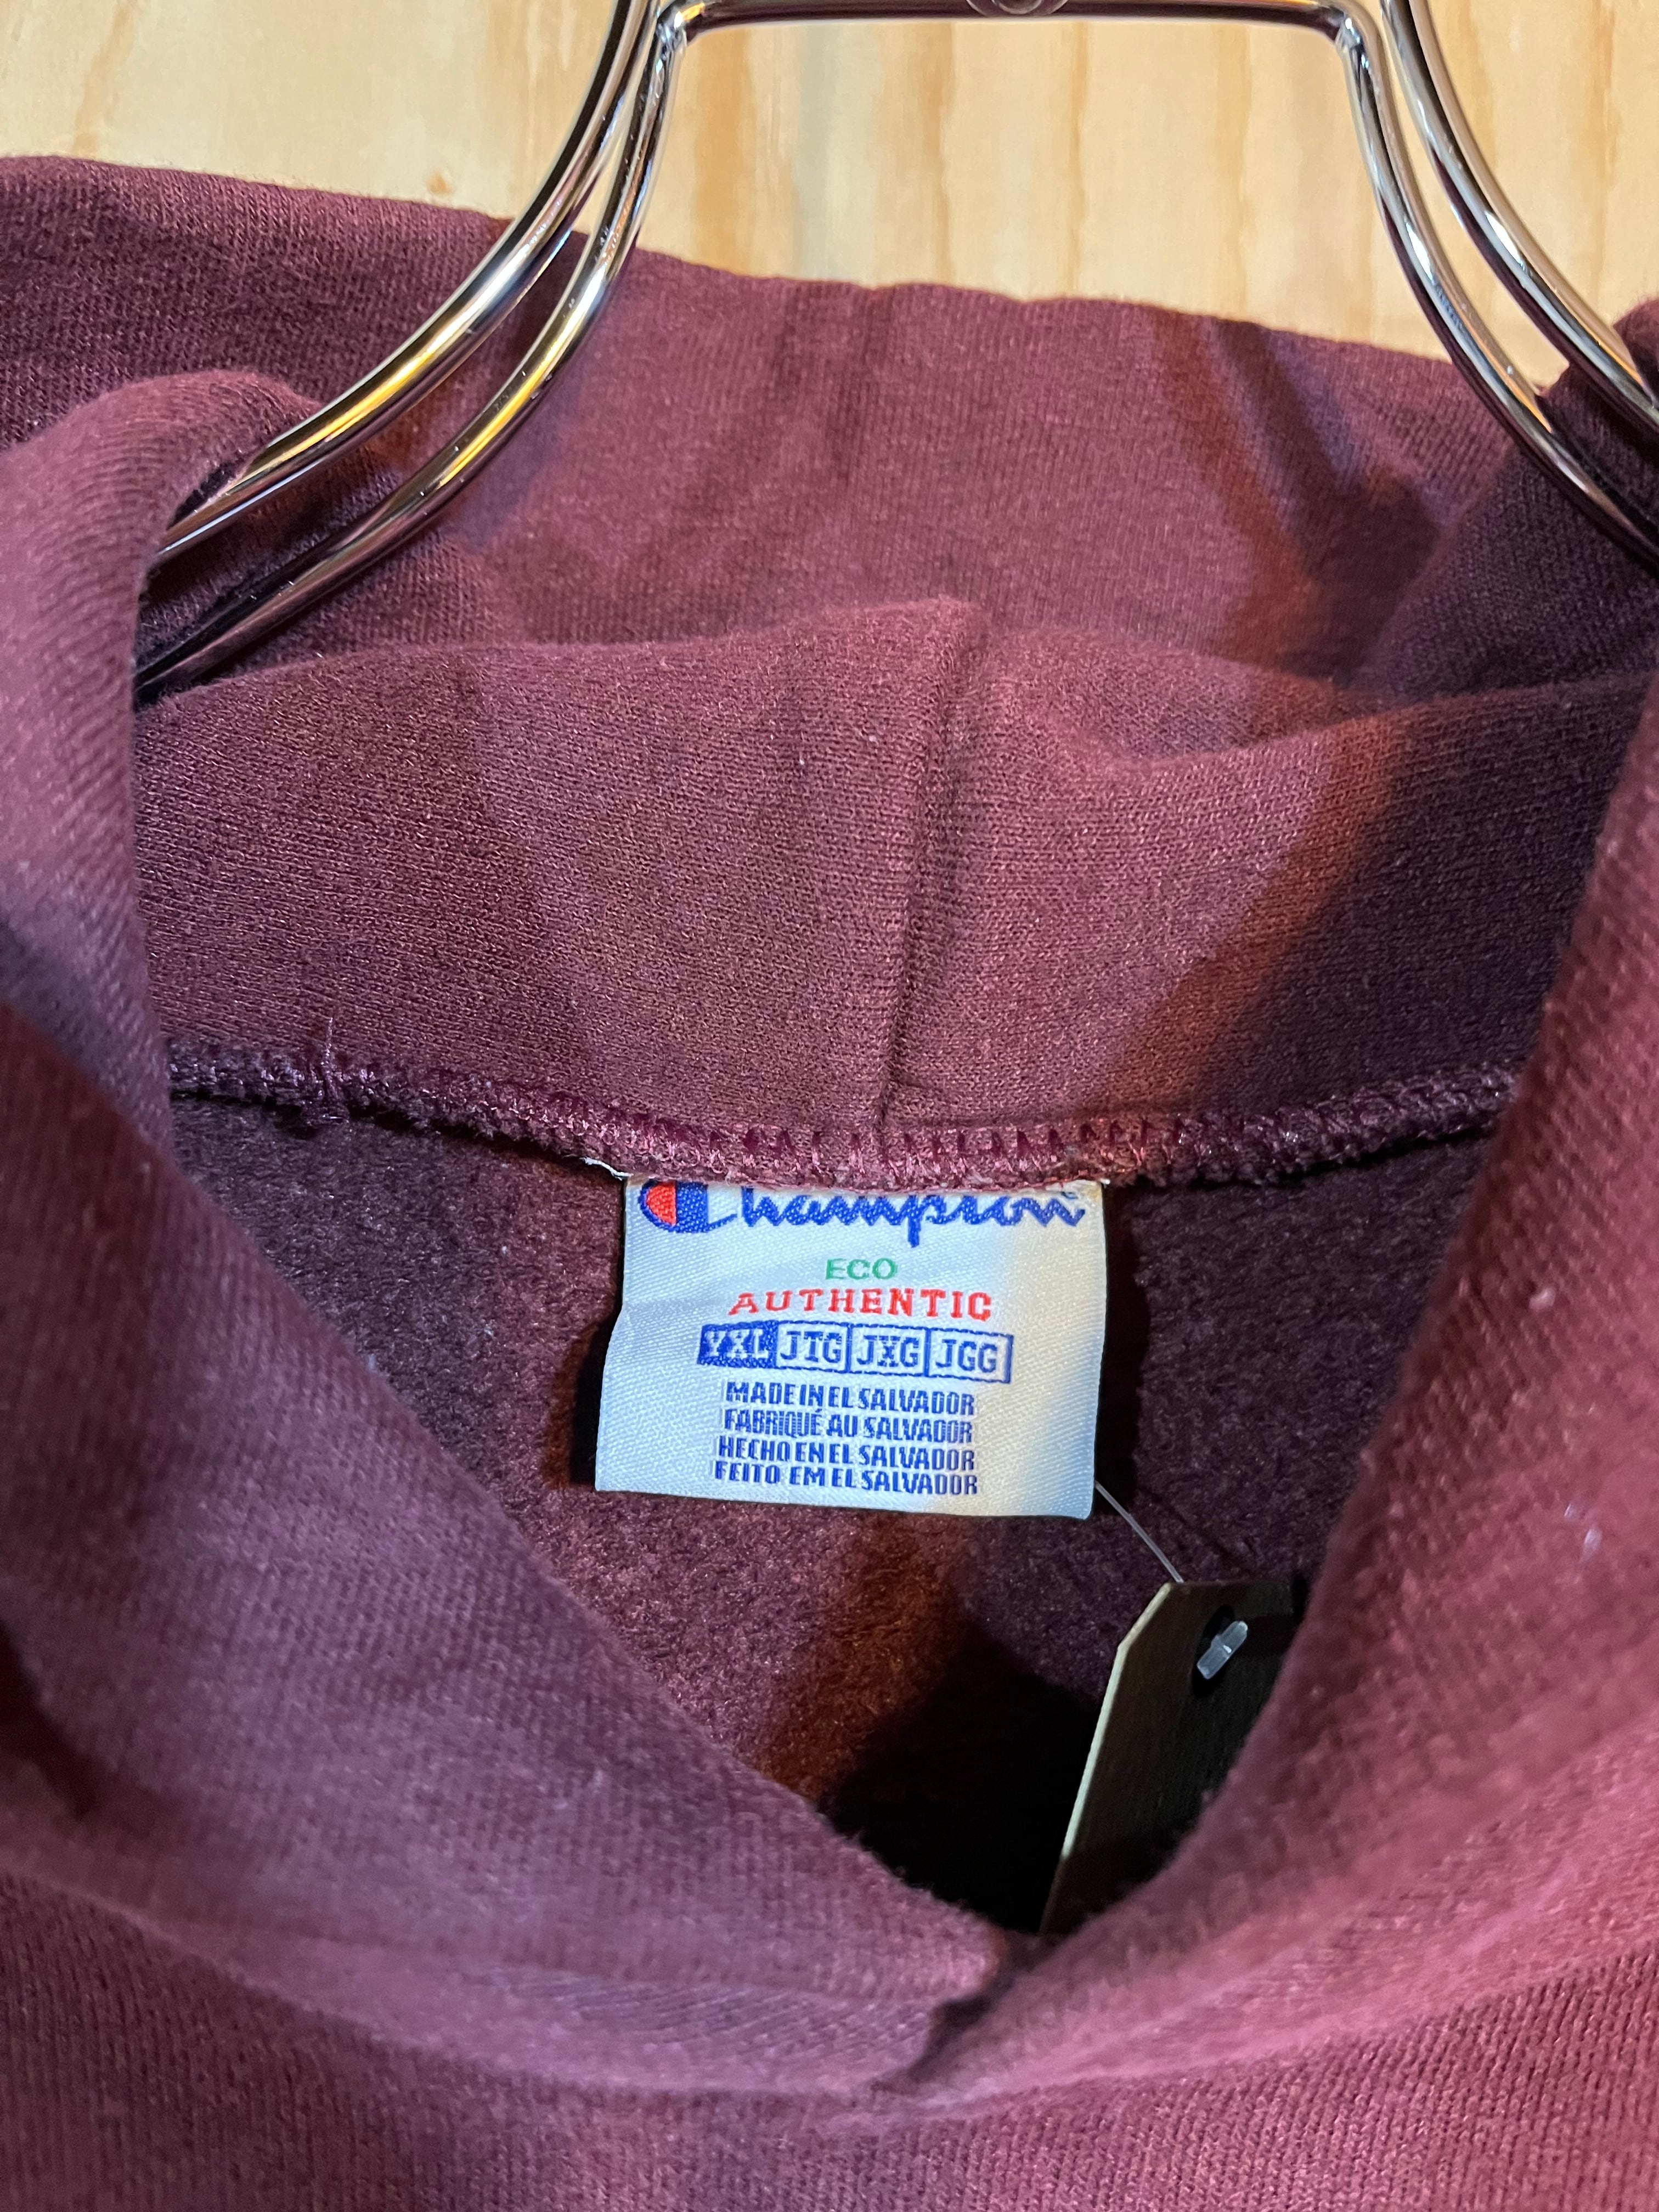 Champion
ECO
AUTHENTIC
YXL JTG JXG JGG
MADE IN EL SALVADOR
FABRIQUÉ AU SALVADOR
HECHO EN EL SALVADOR
FEITO EM EL SALVADOR